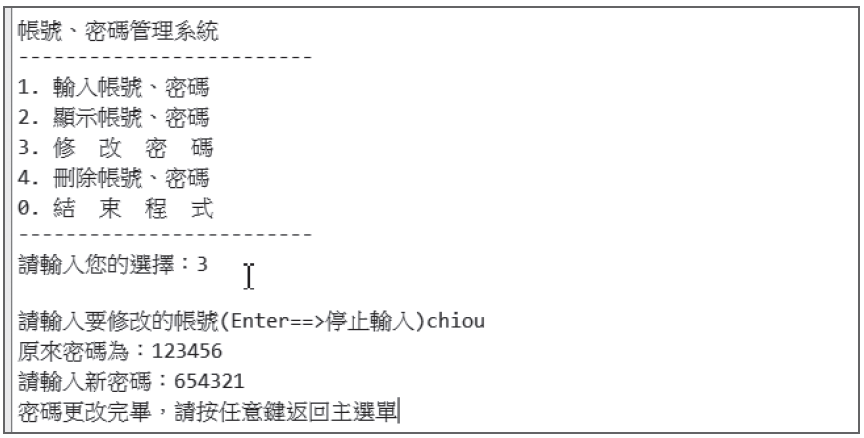 帳號、密碼管理系統
-------------------------
1. 輸入帳號、密碼
2. 顯示帳號、密碼
3. 修 改 密 碼
4. 刪除帳號、密碼
0. 結 束 程 式
-------------------------
請輸入您的選擇：3
請輸入要修改的帳號(Enter==>停止輸入)chiou
原來密碼為：123456
請輸入新密碼：654321
密碼更改完畢，請按任意鍵返回主選單